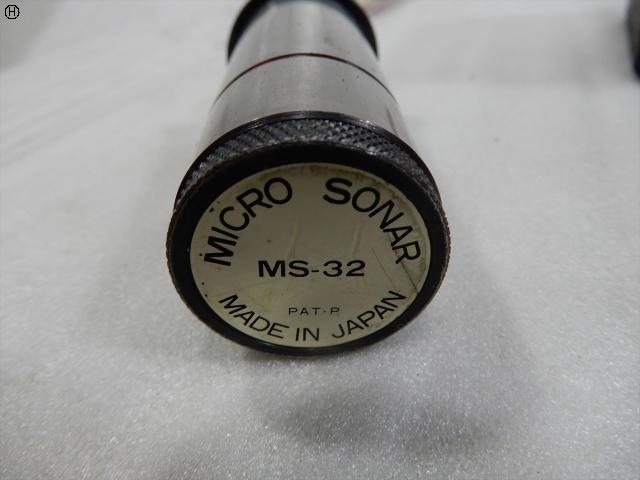 H
MICRO SONAR
MS-32
PAT·P
MADE IN JAPAN